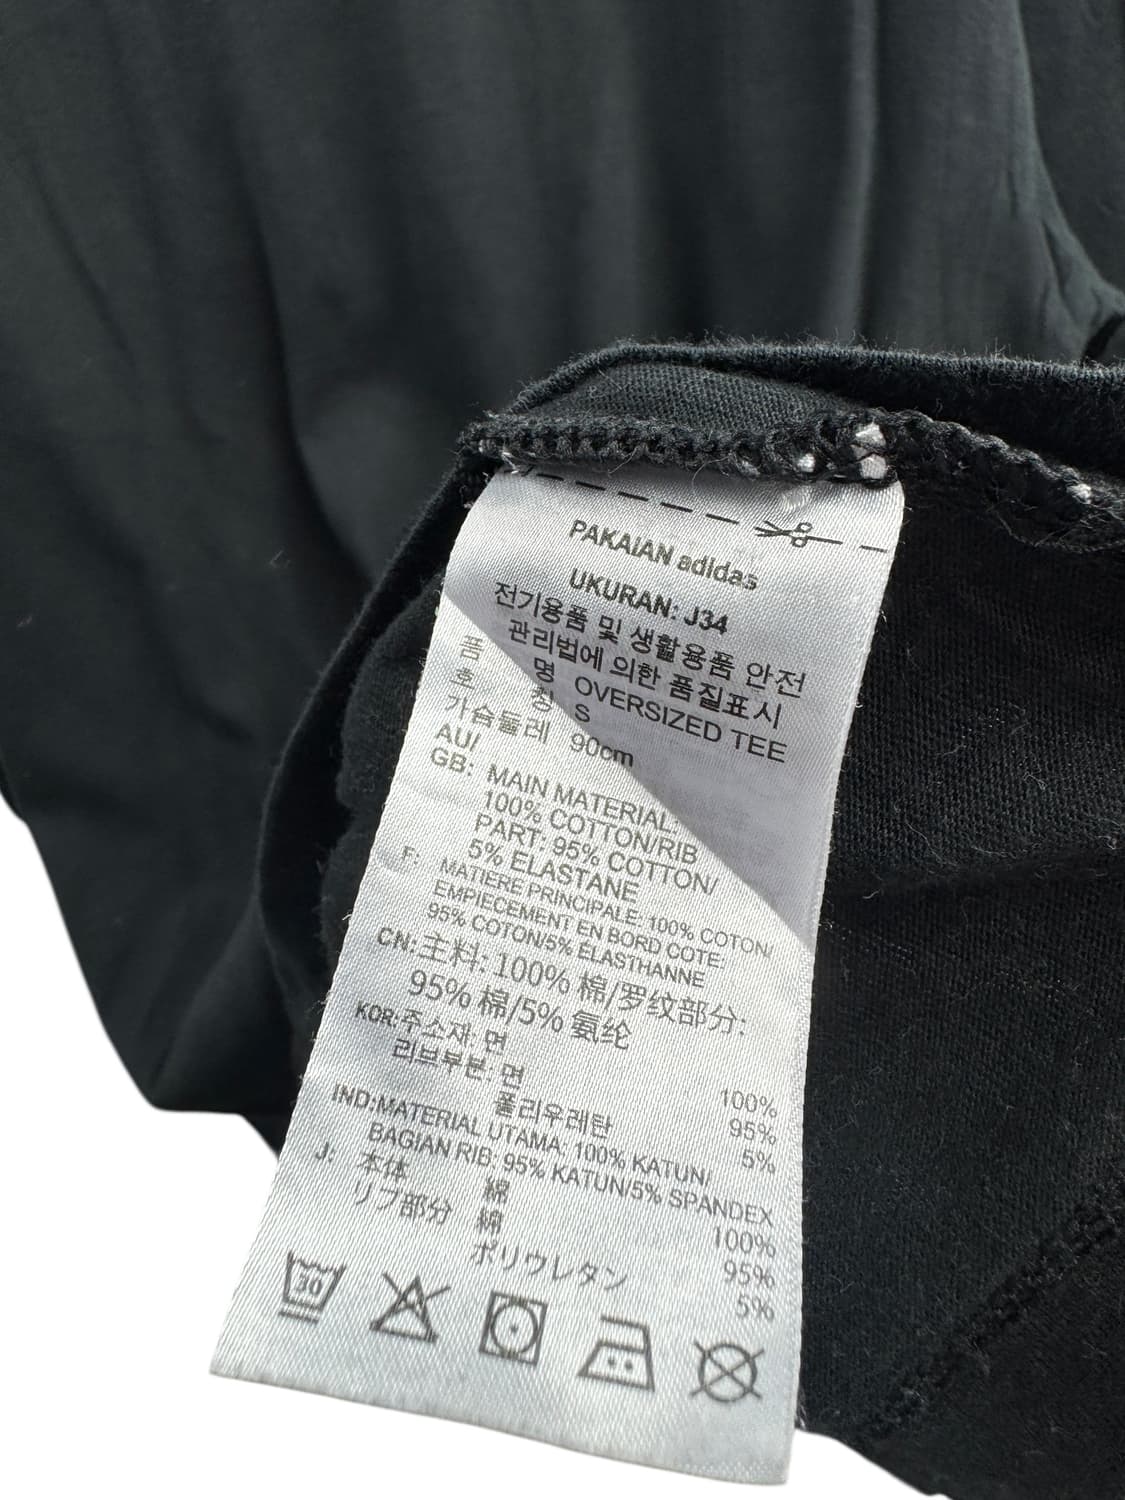 PAKAIAN adidas
UKURAN: J34
전기용품 및 생활용품 안전
관리법에 의한 품질표시
품 명 OVERSIZED TEE
호 칭 S
가슴둘레 90cm
AU/
GB: MAIN MATERIAL:
100% COTTON/RIB
PART: 95% COTTON/
5% ELASTANE
F: MATIERE PRINCIPALE: 100% COTON/
EMPIECEMENT EN BORD COTE:
95% COTON/5% ÉLASTHANNE
CN: 主料: 100% 棉/罗纹部分:
95% 棉/5% 氨纶
KOR: 주소재: 면 100%
리브부분: 면 95%
폴리우레탄 5%
IND: MATERIAL UTAMA: 100% KATUN/
BAGIAN RIB: 95% KATUN/5% SPANDEX
J: 本体 綿 100%
リブ部分 綿 95%
ポリウレタン 5%
30